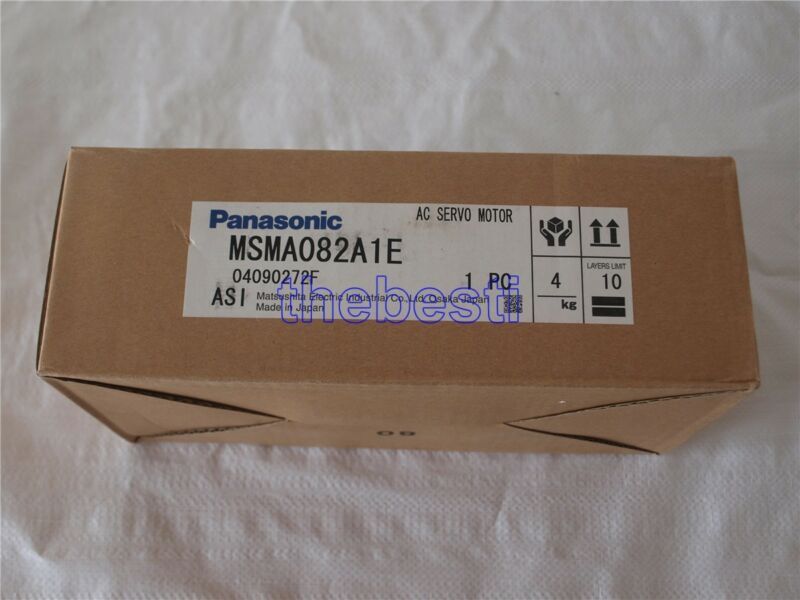 Panasonic
AC SERVO MOTOR
MSMA082A1E
04090272F
1 PC
ASI
Matsushita Electric Industrial Co., Ltd. Osaka Japan
Made in Japan
4
kg
LAYERS LIMIT
10
thebesti
09